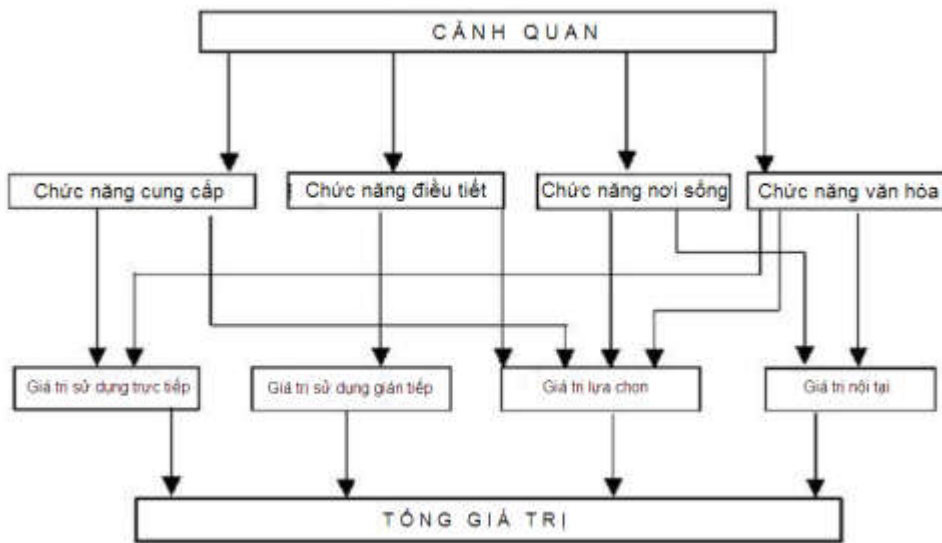 CẢNH QUAN
Chức năng cung cấp
Chức năng điều tiết
Chức năng nơi sống
Chức năng văn hóa
Giá trị sử dụng trực tiếp
Giá trị sử dụng gián tiếp
Giá trị lựa chọn
Giá trị nội tại
TỔNG GIÁ TRỊ